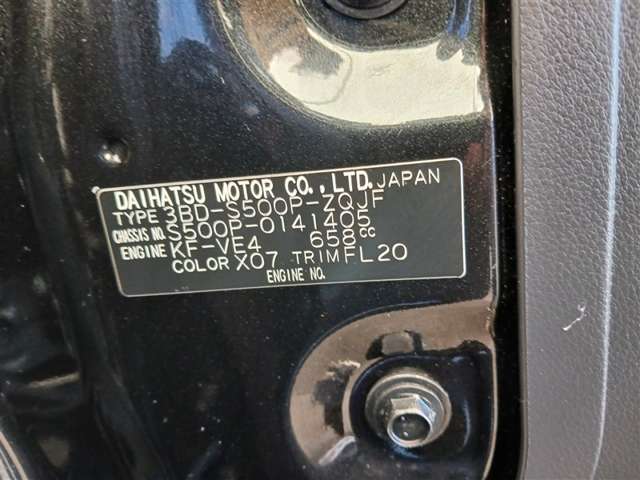 DAIHATSU MOTOR CO., LTD. JAPAN
TYPE 3BD-S500P-ZQJF
CHASSIS NO. S500P-0141405
ENGINE KF-VE4 658cc
COLOR X07 TRIM FL20
ENGINE NO.